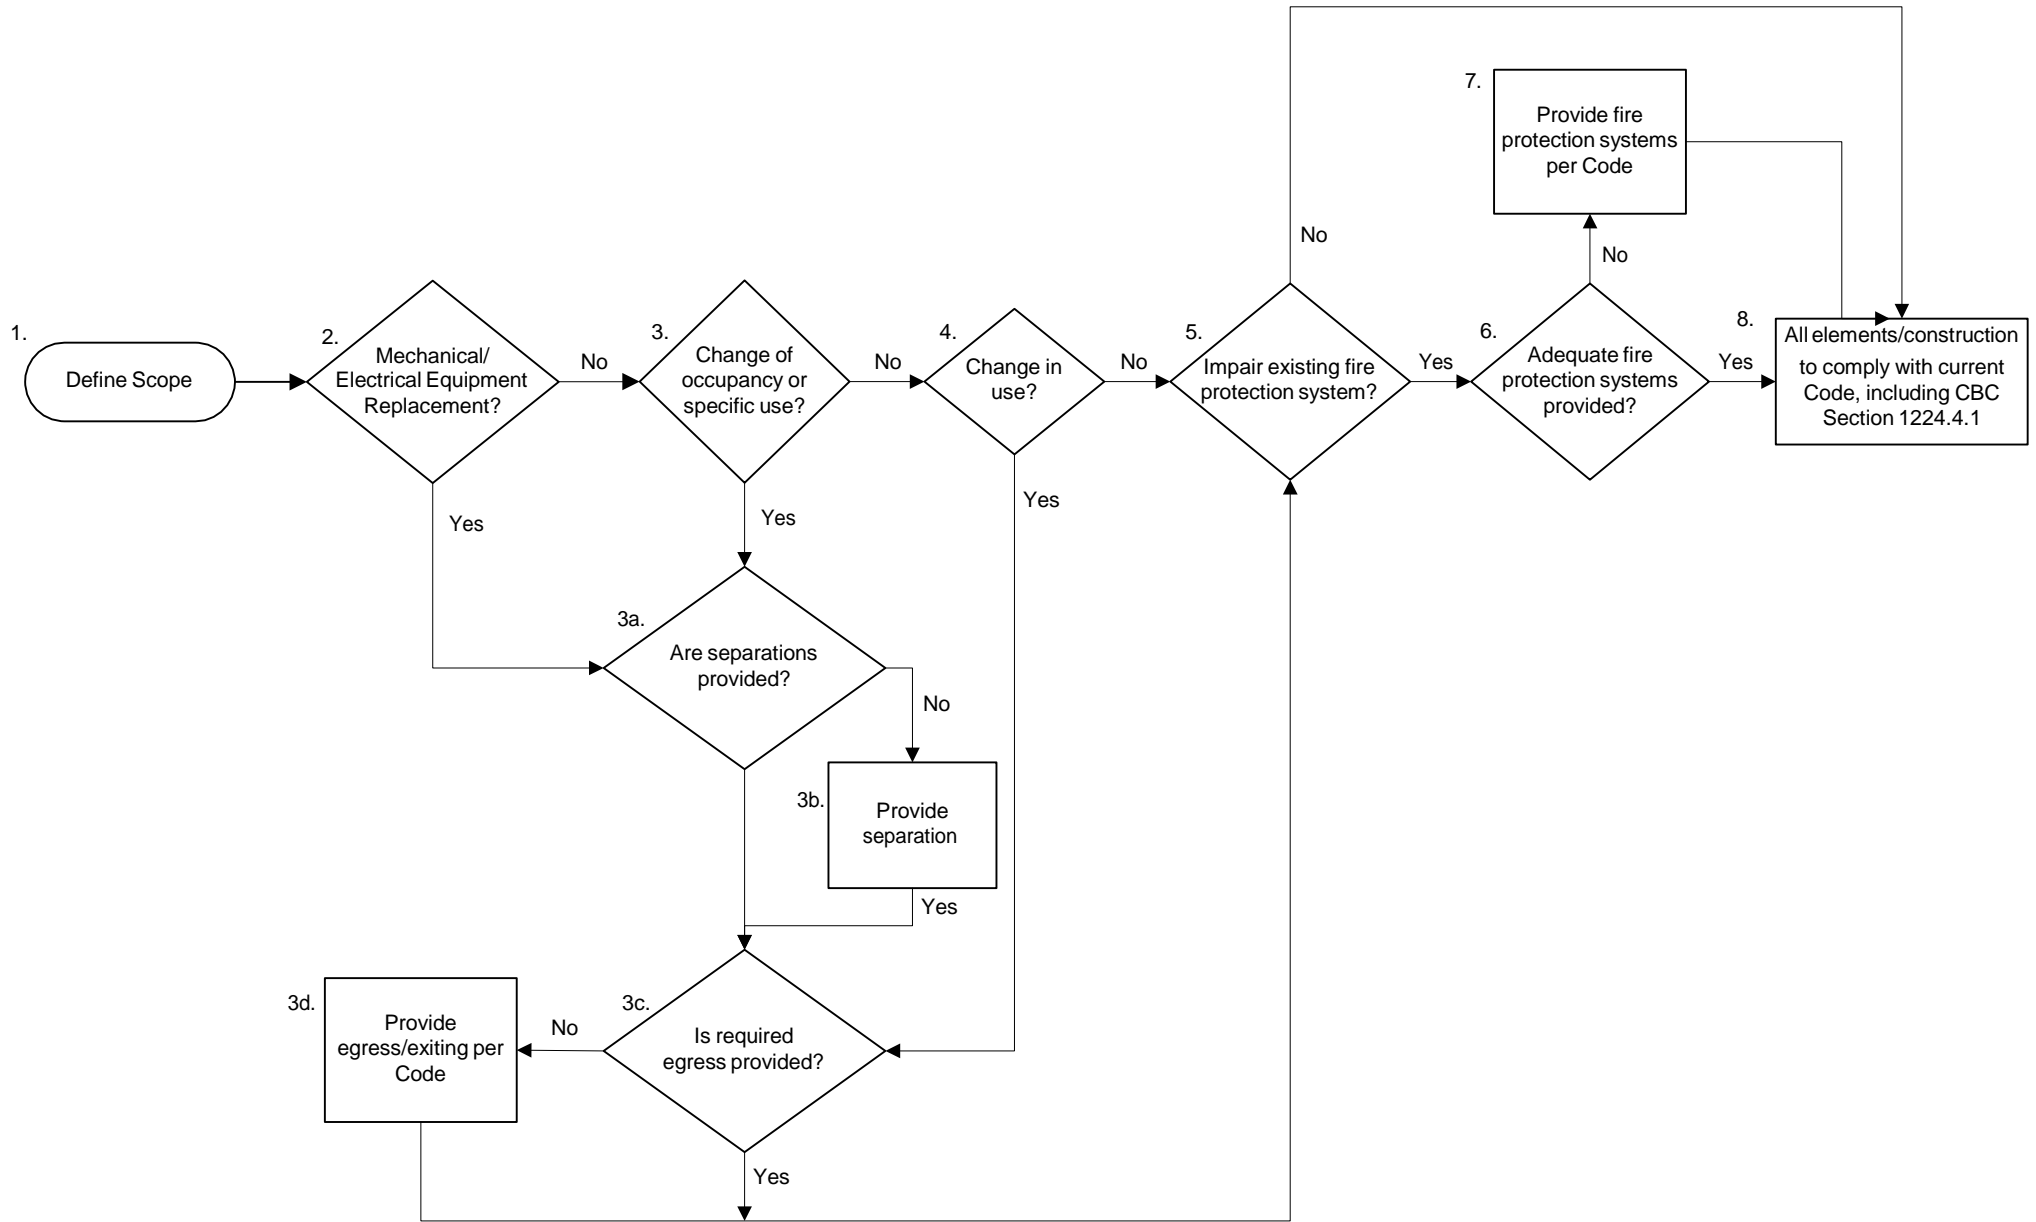 1.
Define Scope
2.
Mechanical/
Electrical Equipment
Replacement?
No
Yes
3.
Change of
occupancy or
specific use?
No
Yes
4.
Change in
use?
No
Yes
5.
Impair existing fire
protection system?
No
Yes
6.
Adequate fire
protection systems
provided?
No
Yes
7.
Provide fire
protection systems
per Code
8.
All elements/construction
to comply with current
Code, including CBC
Section 1224.4.1
3a.
Are separations
provided?
No
3b.
Provide
separation
Yes
3c.
Is required
egress provided?
No
Yes
3d.
Provide
egress/exiting per
Code